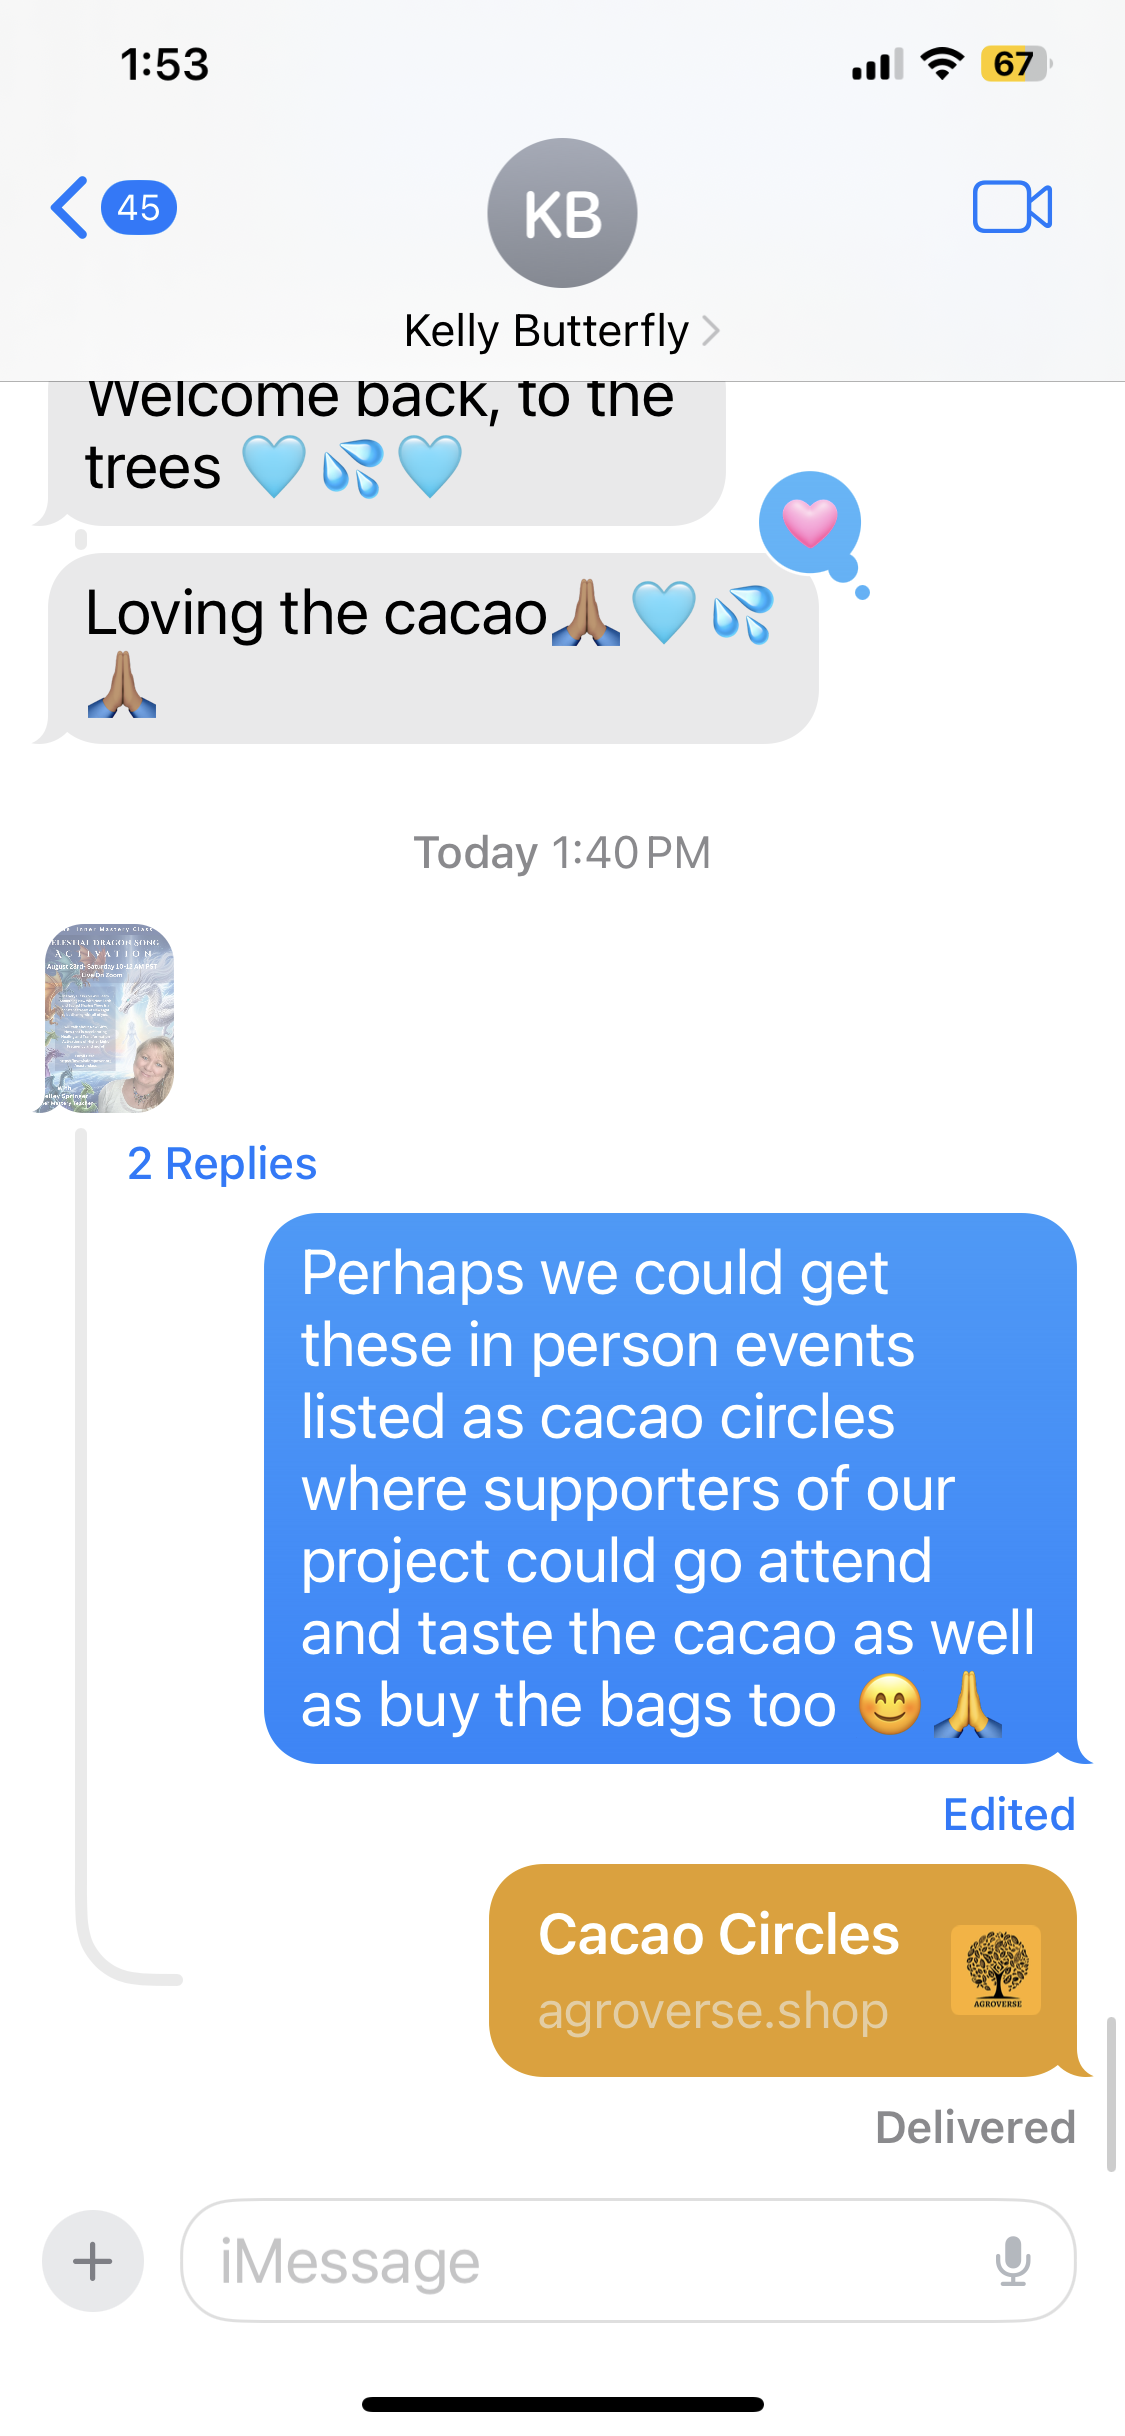 1:53
67
45
KB
Kelly Butterfly
Welcome back, to the
trees 🩵💦🩵
Loving the cacao🙏🏽🩵💦
🙏🏽
Today 1:40 PM
Inner Mastery Class
CELESTIAL DRAGON SONG
ACTIVATION
August 23rd- Saturday 10-12 AM PST
Live On Zoom
With
2 Replies
Perhaps we could get
these in person events
listed as cacao circles
where supporters of our
project could go attend
and taste the cacao as well
as buy the bags too 😊🙏
Edited
Cacao Circles
agroverse.shop
AGROVERSE
Delivered
iMessage